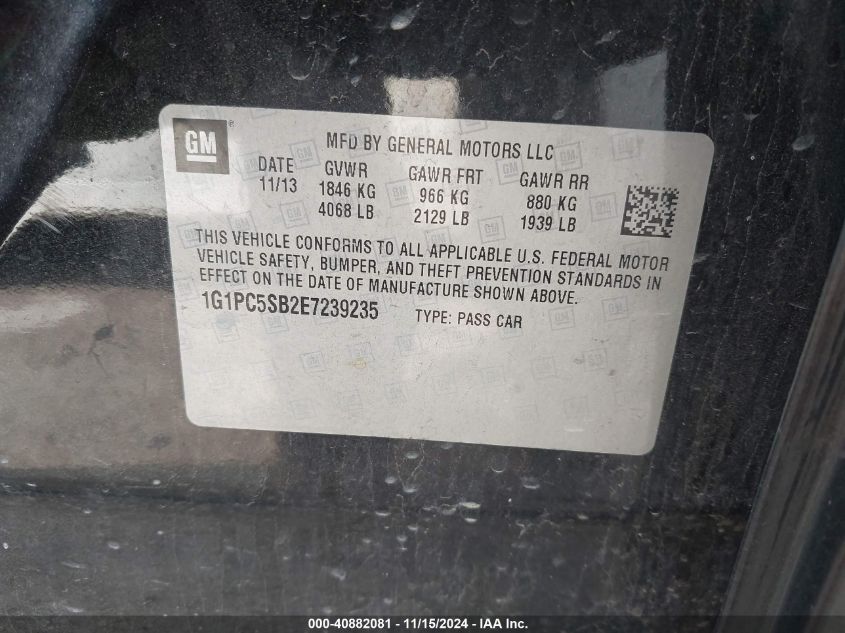 GM
MFD BY GENERAL MOTORS LLC
DATE GVWR GAWR FRT GAWR RR
11/13 1846 KG 966 KG 880 KG
4068 LB 2129 LB 1939 LB
THIS VEHICLE CONFORMS TO ALL APPLICABLE U.S. FEDERAL MOTOR
VEHICLE SAFETY, BUMPER, AND THEFT PREVENTION STANDARDS IN
EFFECT ON THE DATE OF MANUFACTURE SHOWN ABOVE.
1G1PC5SB2E7239235 TYPE: PASS CAR
000-40882081 - 11/15/2024 - IAA Inc.